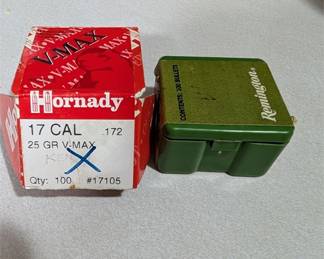 V-MAX
Hornady
17 CAL .172
25 GR V-MAX
Qty: 100 #17105
CONTENTS: 100 BULLETS
Remington